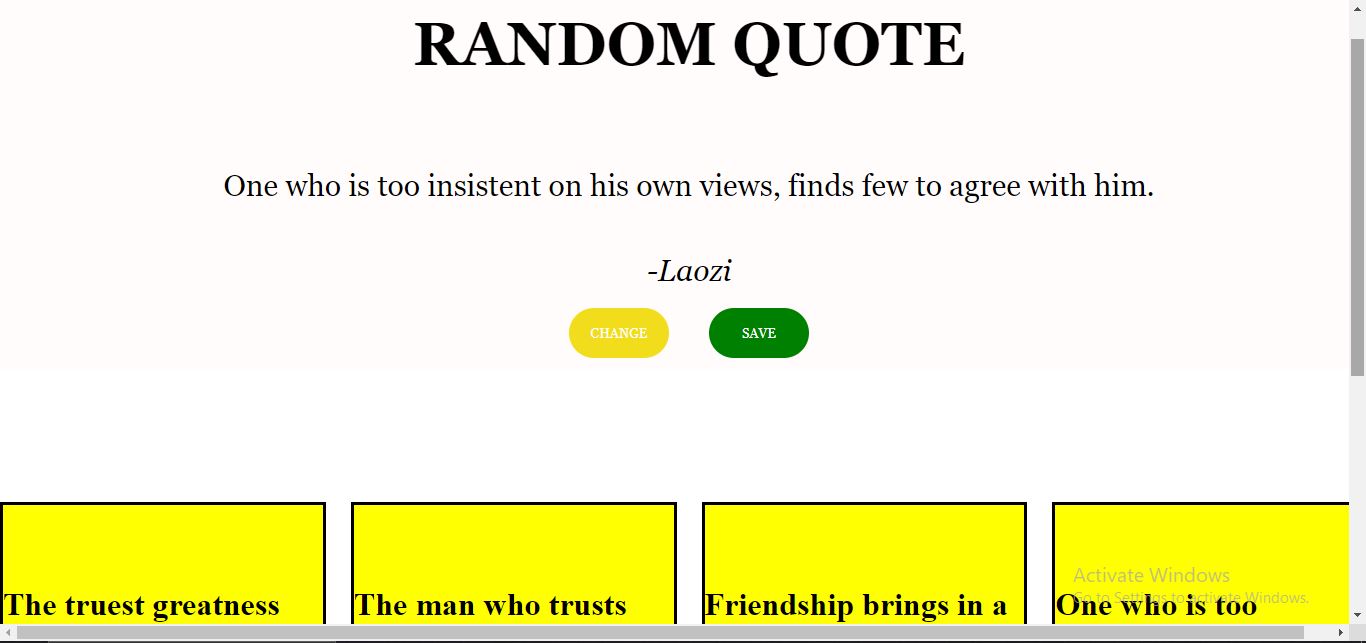 RANDOM QUOTE
One who is too insistent on his own views, finds few to agree with him.
-Laozi
CHANGE
SAVE
The truest greatness
The man who trusts
Friendship brings in a
One who is too
Activate Windows
Go to Settings to activate Windows.